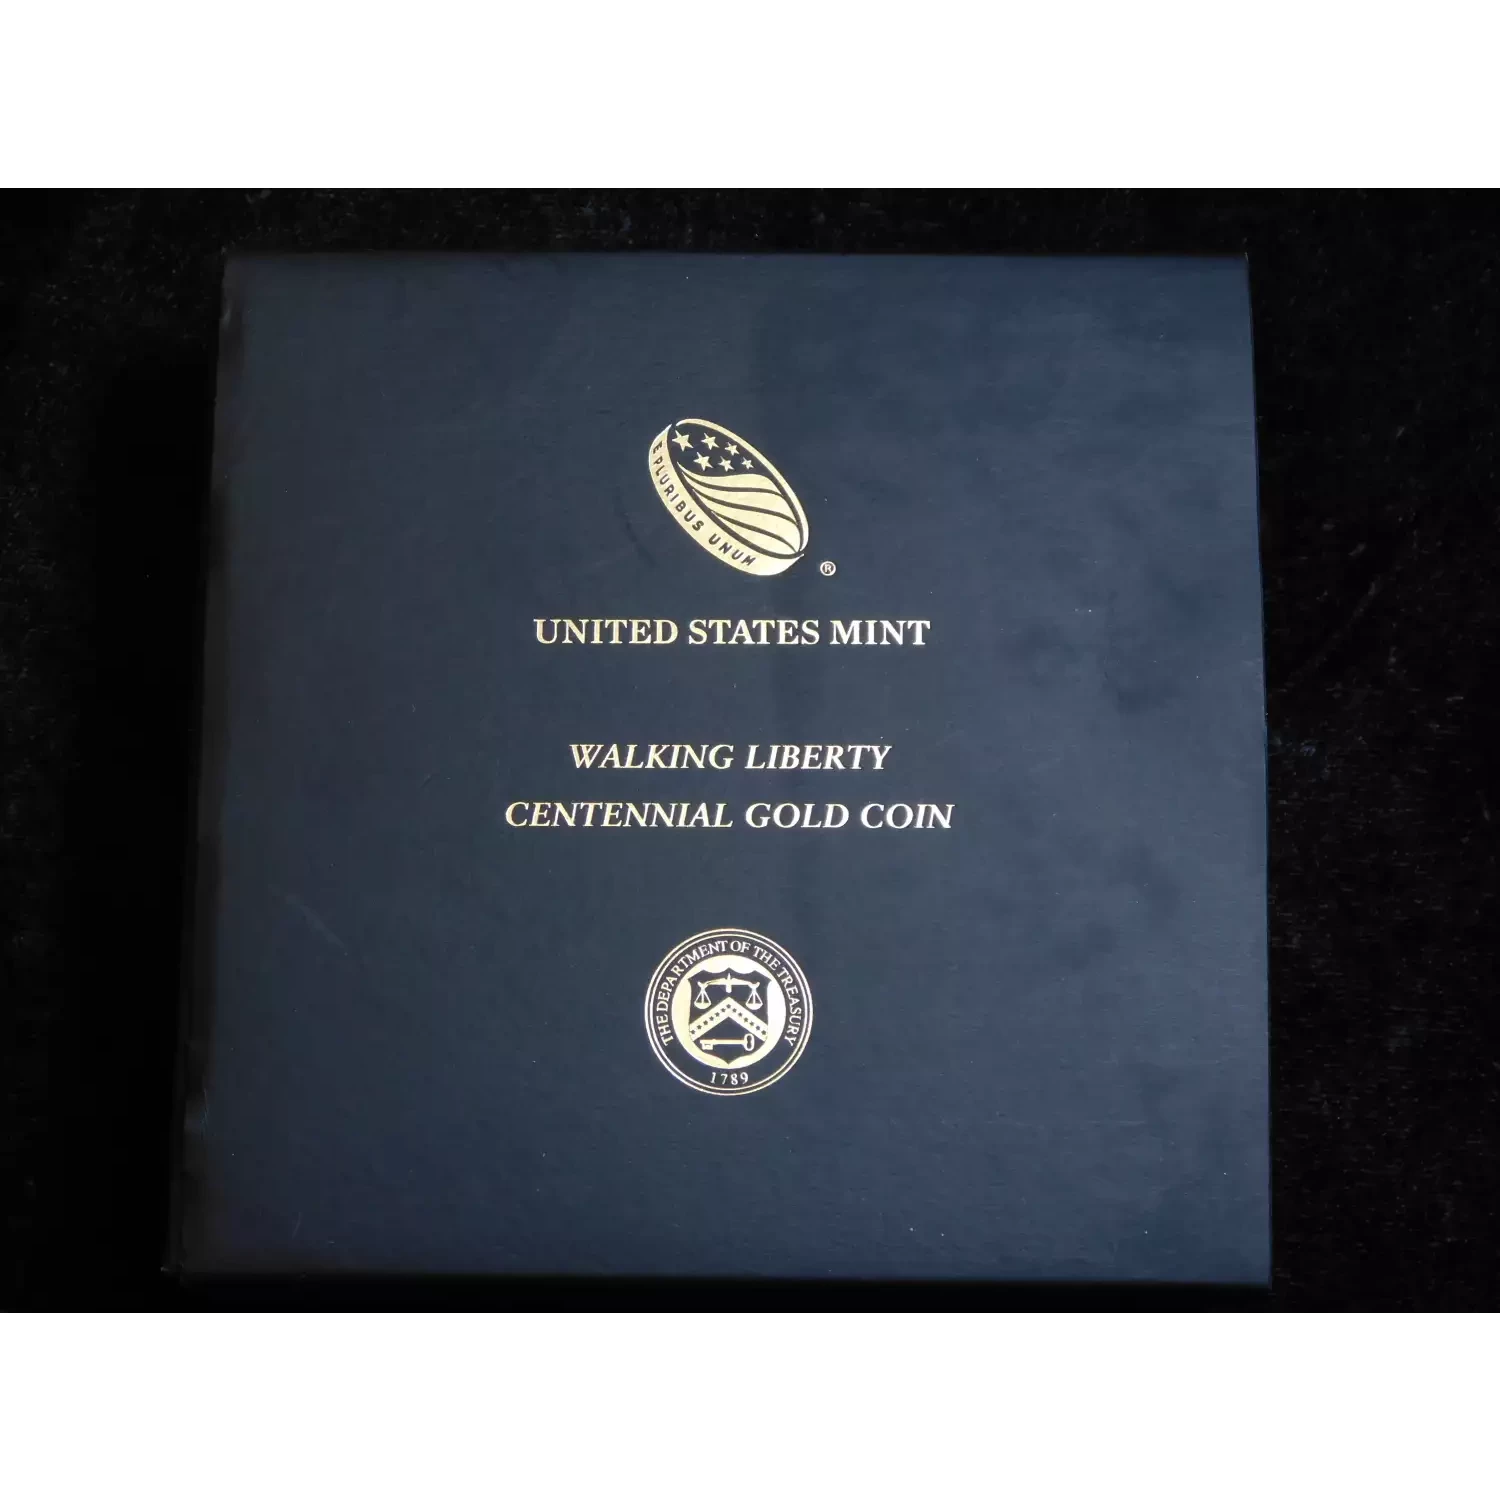 E PLURIBUS UNUM
®
UNITED STATES MINT
WALKING LIBERTY
CENTENNIAL GOLD COIN
THE DEPARTMENT OF THE TREASURY
1789